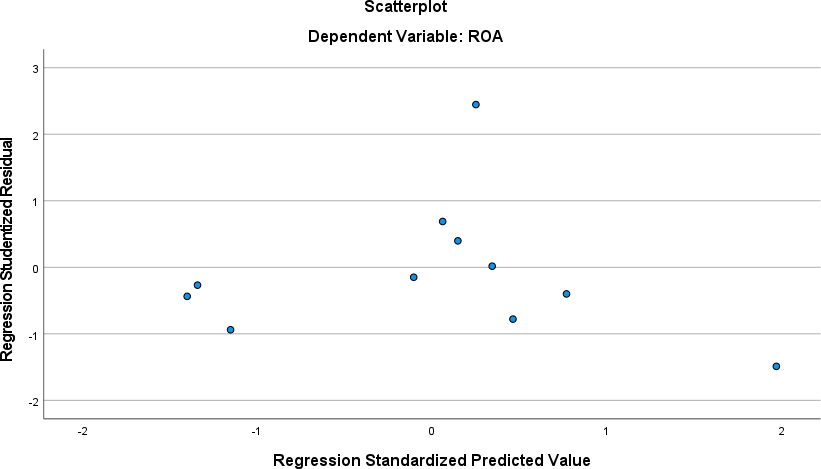 Scatterplot
Dependent Variable: ROA
Regression Studentized Residual
3
2
1
0
-1
-2
-2
-1
0
1
2
Regression Standardized Predicted Value